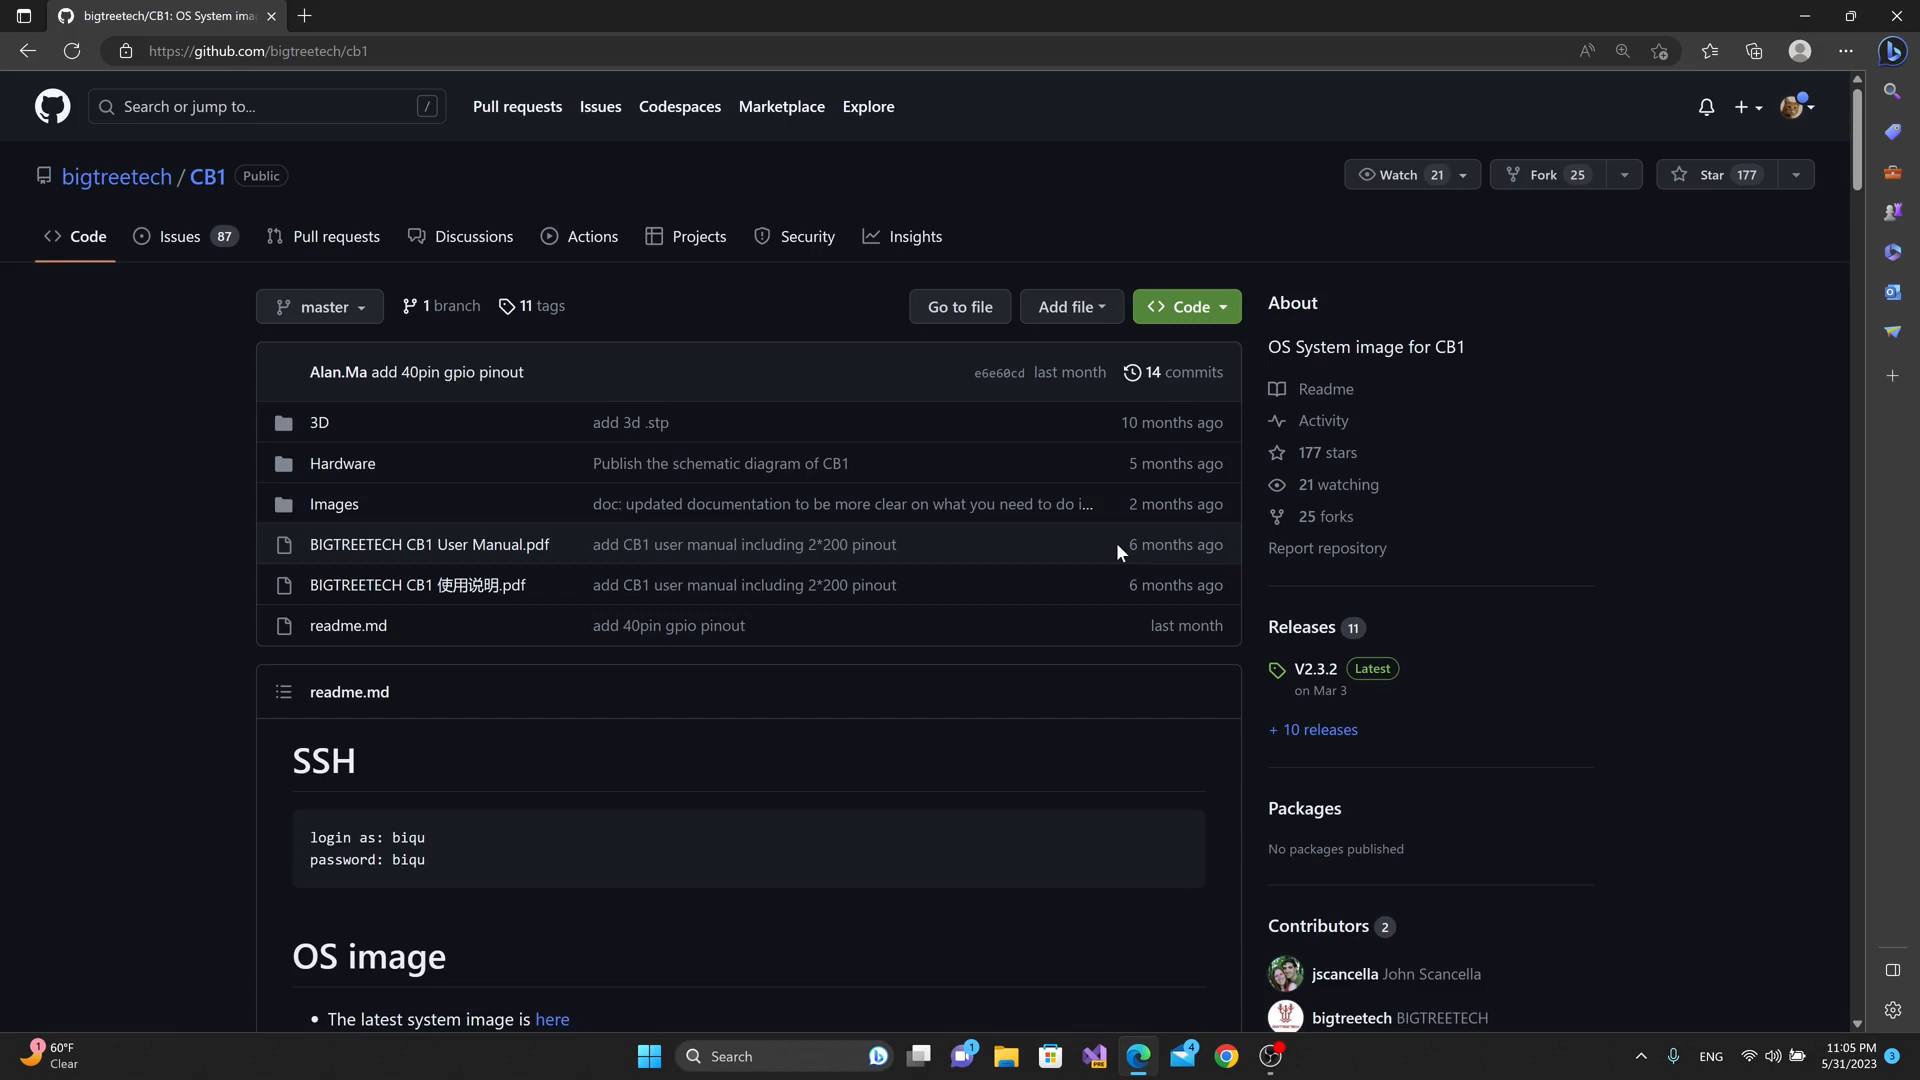 bigtreetech/CB1: OS System ima
https://github.com/bigtreetech/cb1
Search or jump to...
/
Pull requests
Issues
Codespaces
Marketplace
Explore
bigtreetech / CB1
Public
Watch 21
Fork 25
Star 177
Code
Issues 87
Pull requests
Discussions
Actions
Projects
Security
Insights
master
1 branch
11 tags
Go to file
Add file
Code
Alan.Ma add 40pin gpio pinout
e6e60cd last month
14 commits
3D
add 3d .stp
10 months ago
Hardware
Publish the schematic diagram of CB1
5 months ago
Images
doc: updated documentation to be more clear on what you need to do i...
2 months ago
BIGTREETECH CB1 User Manual.pdf
add CB1 user manual including 2*200 pinout
6 months ago
BIGTREETECH CB1 使用说明.pdf
add CB1 user manual including 2*200 pinout
6 months ago
readme.md
add 40pin gpio pinout
last month
readme.md
SSH
login as: biqu
password: biqu
OS image
The latest system image is here
About
OS System image for CB1
Readme
Activity
177 stars
21 watching
25 forks
Report repository
Releases 11
V2.3.2 Latest
on Mar 3
+ 10 releases
Packages
No packages published
Contributors 2
jscancella John Scancella
bigtreetech BIGTREETECH
1
60°F
Clear
Search
1
PRE
4
ENG
11:05 PM
5/31/2023
3